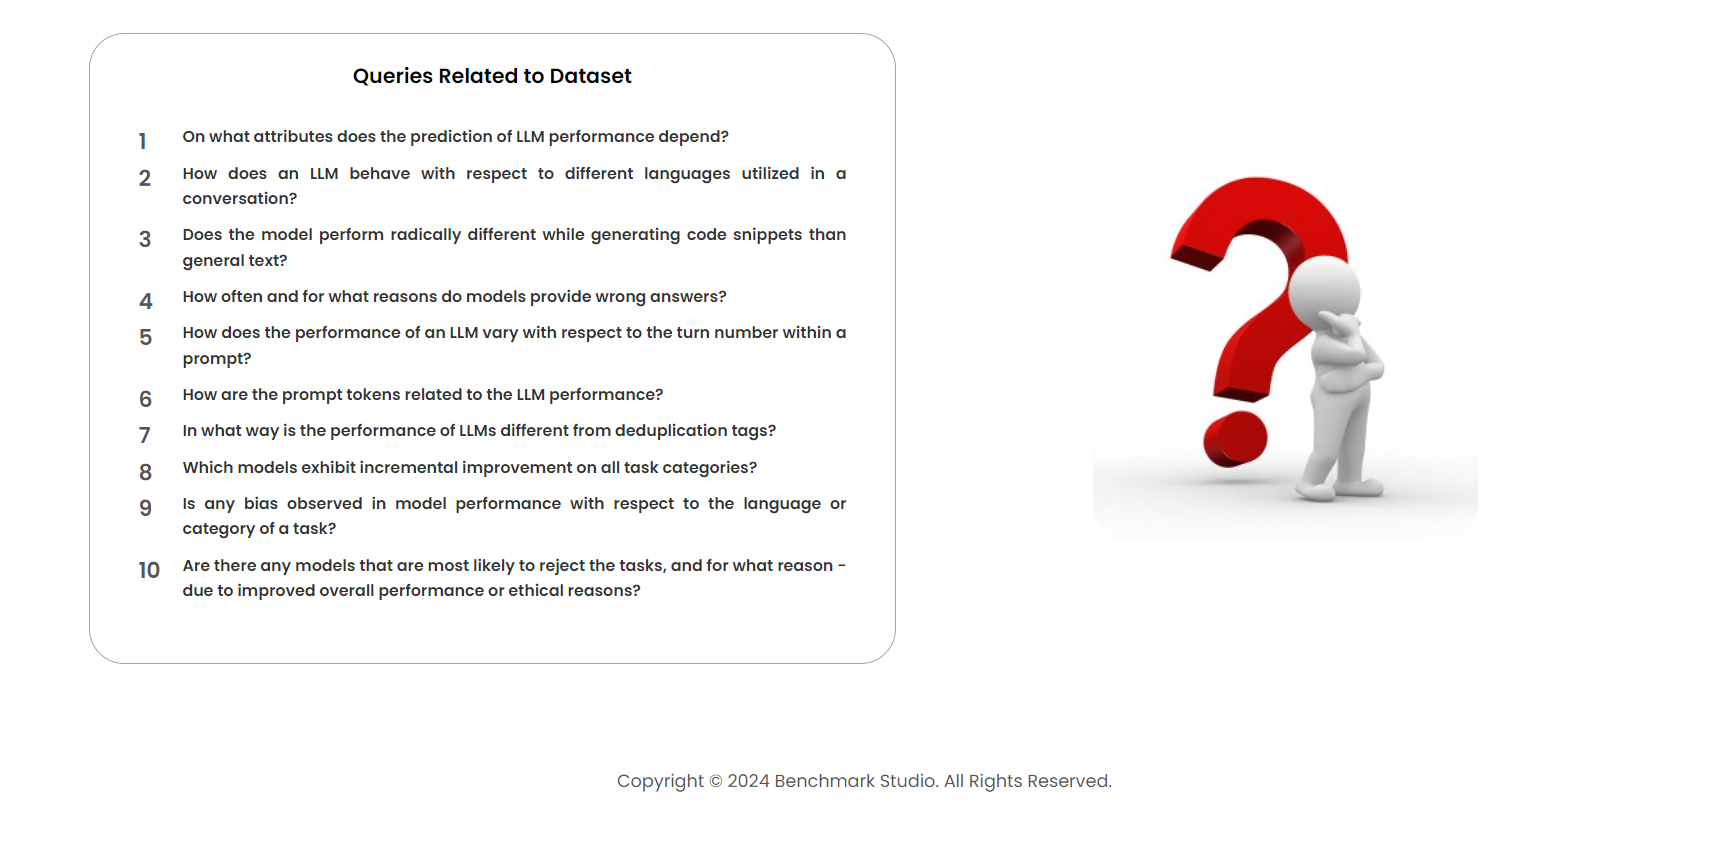 Queries Related to Dataset
1 On what attributes does the prediction of LLM performance depend?
2 How does an LLM behave with respect to different languages utilized in a
conversation?
3 Does the model perform radically different while generating code snippets than
general text?
4 How often and for what reasons do models provide wrong answers?
5 How does the performance of an LLM vary with respect to the turn number within a
prompt?
6 How are the prompt tokens related to the LLM performance?
7 In what way is the performance of LLMs different from deduplication tags?
8 Which models exhibit incremental improvement on all task categories?
9 Is any bias observed in model performance with respect to the language or
category of a task?
10 Are there any models that are most likely to reject the tasks, and for what reason -
due to improved overall performance or ethical reasons?
Copyright © 2024 Benchmark Studio. All Rights Reserved.